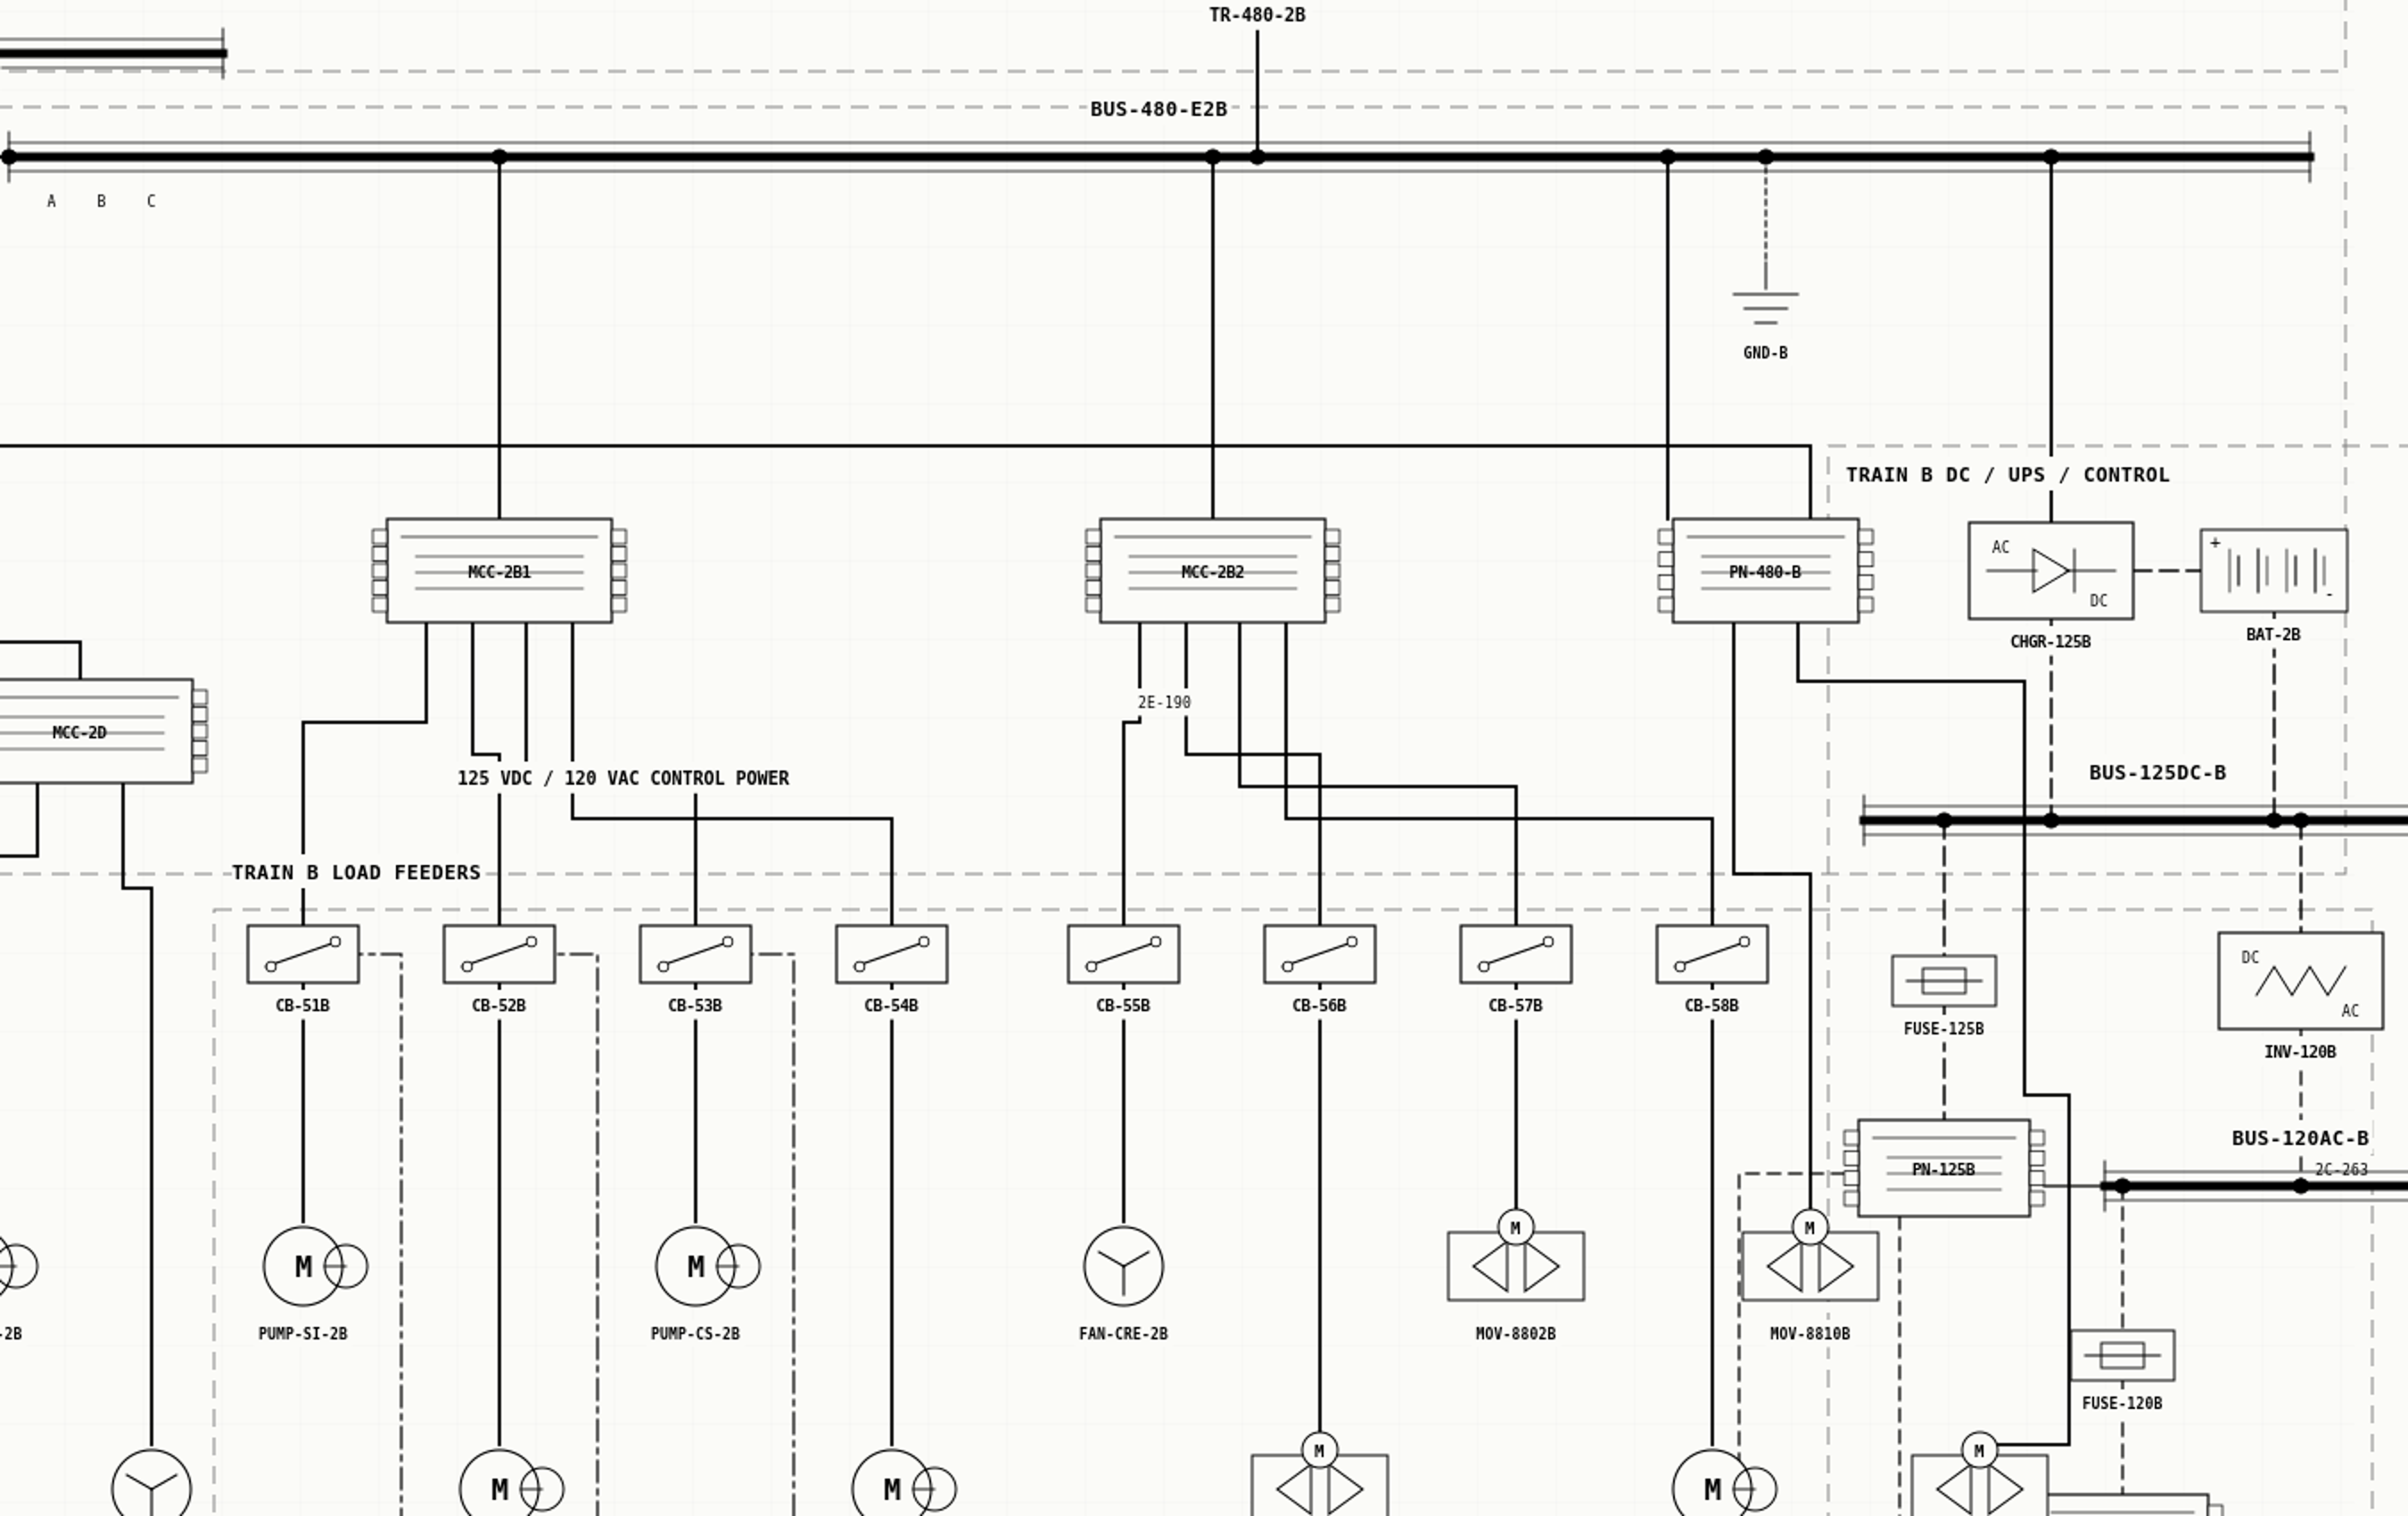 TR-480-2B
BUS-480-E2B
A B C
GND-B
TRAIN B DC / UPS / CONTROL
AC
DC
+
-
MCC-2B1
MCC-2B2
PN-480-B
CHGR-125B
BAT-2B
2E-190
MCC-2D
125 VDC / 120 VAC CONTROL POWER
BUS-125DC-B
TRAIN B LOAD FEEDERS
DC
AC
CB-51B
CB-52B
CB-53B
CB-54B
CB-55B
CB-56B
CB-57B
CB-58B
FUSE-125B
INV-120B
BUS-120AC-B
PN-125B
2C-263
M
M
M
M
-2B
PUMP-SI-2B
PUMP-CS-2B
FAN-CRE-2B
MOV-8802B
MOV-8810B
FUSE-120B
M
M
M
M
M